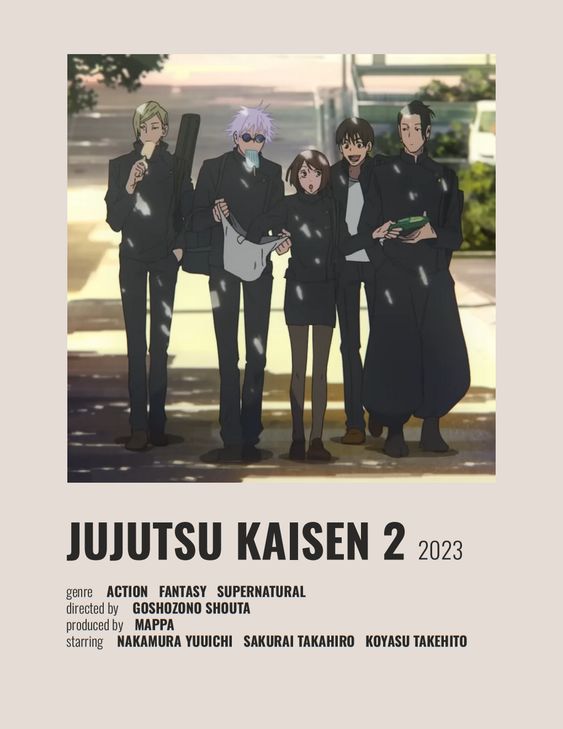 JUJUTSU KAISEN 2 2023
genre ACTION FANTASY SUPERNATURAL
directed by GOSHOZONO SHOUTA
produced by MAPPA
starring NAKAMURA YUUICHI SAKURAI TAKAHIRO KOYASU TAKEHITO